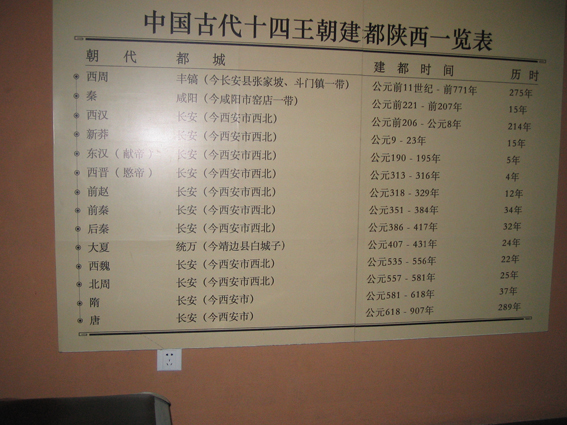 中国古代十四王朝建都陕西一览表
朝 代 都 城 建 都 时 间 历 时
西周 丰镐（今长安县张家坡、斗门镇一带） 公元前11世纪 - 前771年 275年
秦 咸阳（今咸阳市窑店一带） 公元前221 - 前207年 15年
西汉 长安（今西安市西北） 公元前206 - 公元8年 214年
新莽 长安（今西安市西北） 公元9 - 23年 15年
东汉（献帝） 长安（今西安市西北） 公元190 - 195年 5年
西晋（愍帝） 长安（今西安市西北） 公元313 - 316年 4年
前赵 长安（今西安市西北） 公元318 - 329年 12年
前秦 长安（今西安市西北） 公元351 - 384年 34年
后秦 长安（今西安市西北） 公元386 - 417年 32年
大夏 统万（今靖边县白城子） 公元407 - 431年 24年
西魏 长安（今西安市西北） 公元535 - 556年 22年
北周 长安（今西安市西北） 公元557 - 581年 25年
隋 长安（今西安市） 公元581 - 618年 37年
唐 长安（今西安市） 公元618 - 907年 289年